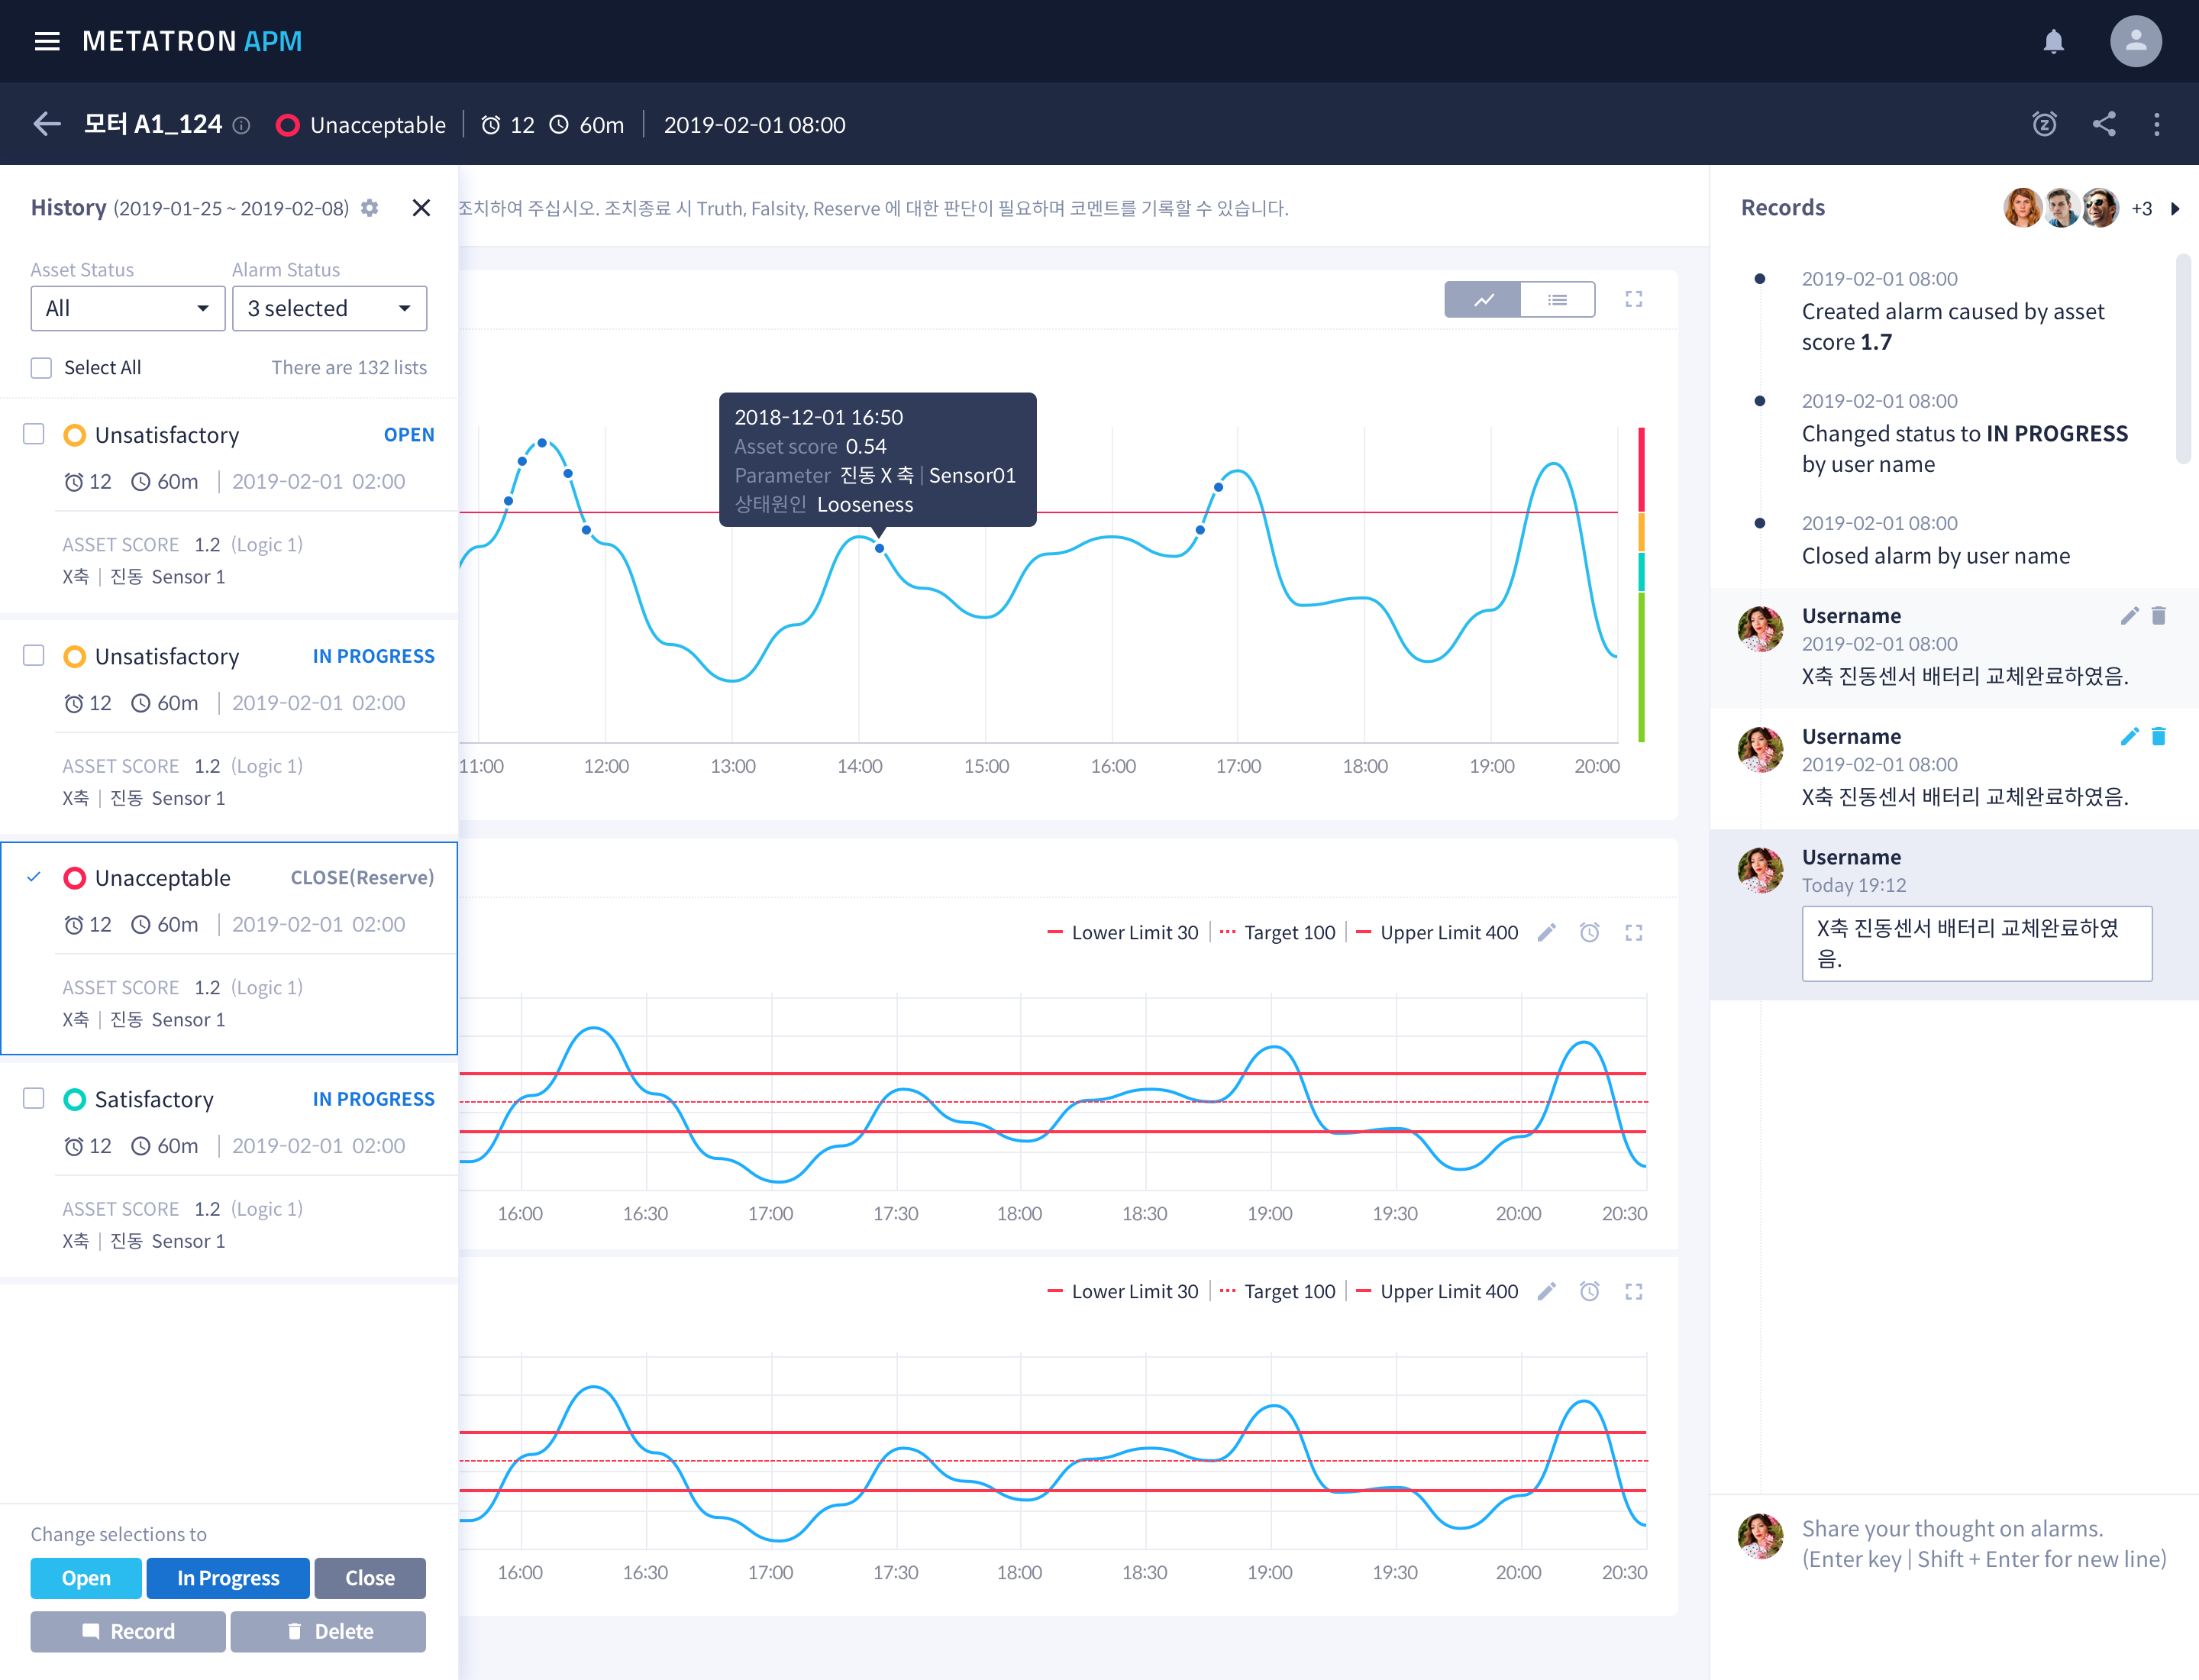 METATRON APM
모터 A1_124 Unacceptable 12 60m 2019-02-01 08:00
History (2019-01-25 ~ 2019-02-08)
Asset Status Alarm Status
All 3 selected
Select All There are 132 lists
Unsatisfactory OPEN
12 60m 2019-02-01 02:00
ASSET SCORE 1.2 (Logic 1)
X축 | 진동 Sensor 1
Unsatisfactory IN PROGRESS
12 60m 2019-02-01 02:00
ASSET SCORE 1.2 (Logic 1)
X축 | 진동 Sensor 1
Unacceptable CLOSE(Reserve)
12 60m 2019-02-01 02:00
ASSET SCORE 1.2 (Logic 1)
X축 | 진동 Sensor 1
Satisfactory IN PROGRESS
12 60m 2019-02-01 02:00
ASSET SCORE 1.2 (Logic 1)
X축 | 진동 Sensor 1
Change selections to
Open In Progress Close
Record Delete
조치하여 주십시오. 조치종료 시 Truth, Falsity, Reserve 에 대한 판단이 필요하며 코멘트를 기록할 수 있습니다.
2018-12-01 16:50
Asset score 0.54
Parameter 진동 X 축 | Sensor01
상태원인 Looseness
11:00 12:00 13:00 14:00 15:00 16:00 17:00 18:00 19:00 20:00
Lower Limit 30 Target 100 Upper Limit 400
16:00 16:30 17:00 17:30 18:00 18:30 19:00 19:30 20:00 20:30
Lower Limit 30 Target 100 Upper Limit 400
16:00 16:30 17:00 17:30 18:00 18:30 19:00 19:30 20:00 20:30
Records +3
2019-02-01 08:00
Created alarm caused by asset
score 1.7
2019-02-01 08:00
Changed status to IN PROGRESS
by user name
2019-02-01 08:00
Closed alarm by user name
Username
2019-02-01 08:00
X축 진동센서 배터리 교체완료하였음.
Username
2019-02-01 08:00
X축 진동센서 배터리 교체완료하였음.
Username
Today 19:12
X축 진동센서 배터리 교체완료하였
음.
Share your thought on alarms.
(Enter key | Shift + Enter for new line)